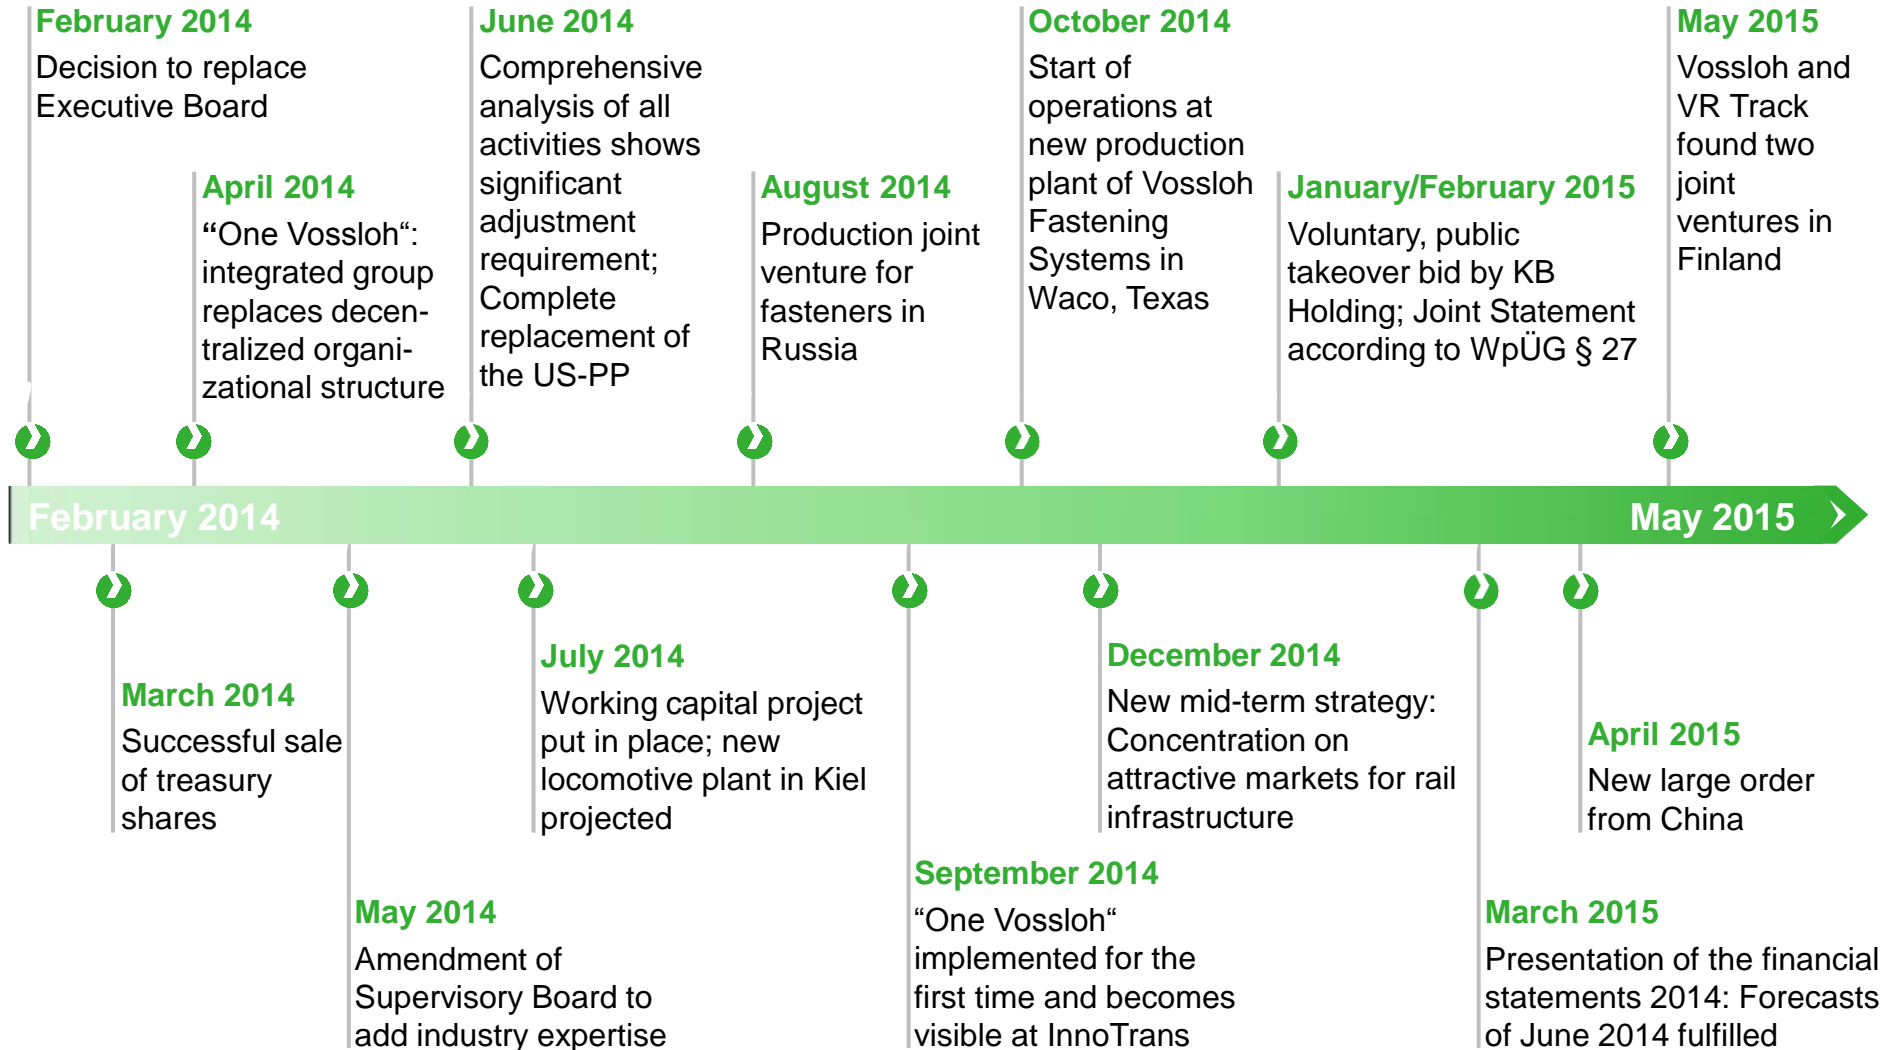 February 2014
Decision to replace
Executive Board
April 2014
“One Vossloh“:
integrated group
replaces decen-
tralized organi-
zational structure
June 2014
Comprehensive
analysis of all
activities shows
significant
adjustment
requirement;
Complete
replacement of
the US-PP
August 2014
Production joint
venture for
fasteners in
Russia
October 2014
Start of
operations at
new production
plant of Vossloh
Fastening
Systems in
Waco, Texas
January/February 2015
Voluntary, public
takeover bid by KB
Holding; Joint Statement
according to WpÜG § 27
May 2015
Vossloh and
VR Track
found two
joint
ventures in
Finland
February 2014
May 2015
March 2014
Successful sale
of treasury
shares
May 2014
Amendment of
Supervisory Board to
add industry expertise
July 2014
Working capital project
put in place; new
locomotive plant in Kiel
projected
September 2014
“One Vossloh“
implemented for the
first time and becomes
visible at InnoTrans
December 2014
New mid-term strategy:
Concentration on
attractive markets for rail
infrastructure
March 2015
Presentation of the financial
statements 2014: Forecasts
of June 2014 fulfilled
April 2015
New large order
from China